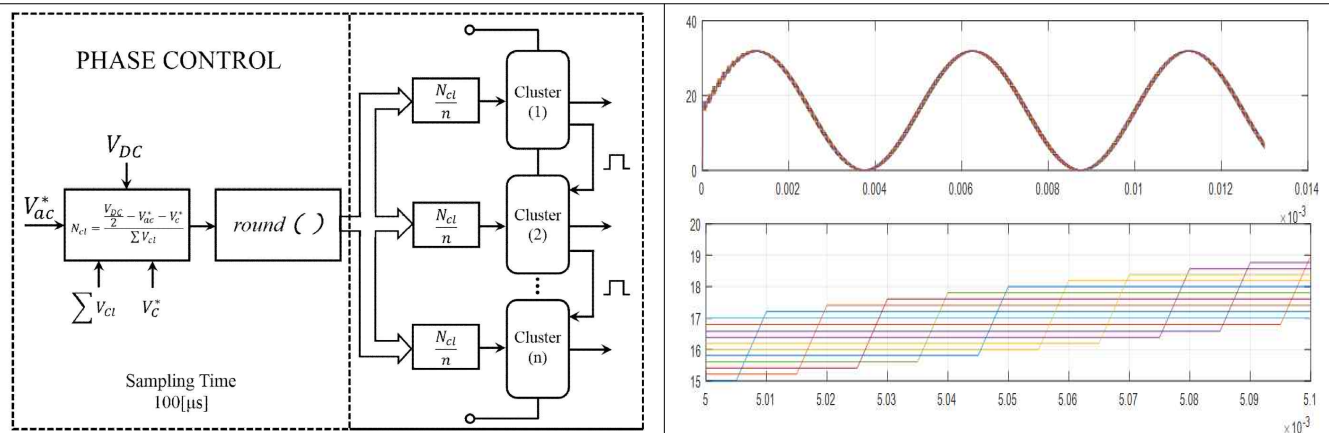 PHASE CONTROL
V_DC
V*_ac
N_cl = (V_DC/2 − V*_ac − V*_c) / ∑ V_cl
round ( )
∑ V_cl
V*_C
Sampling Time
100[µs]
N_cl
n
Cluster
(1)
N_cl
n
Cluster
(2)
N_cl
n
Cluster
(n)
40
20
0
0 0.002 0.004 0.006 0.008 0.01 0.012 0.014
×10⁻³
20
19
18
17
16
15
5 5.01 5.02 5.03 5.04 5.05 5.06 5.07 5.08 5.09 5.1
×10⁻³